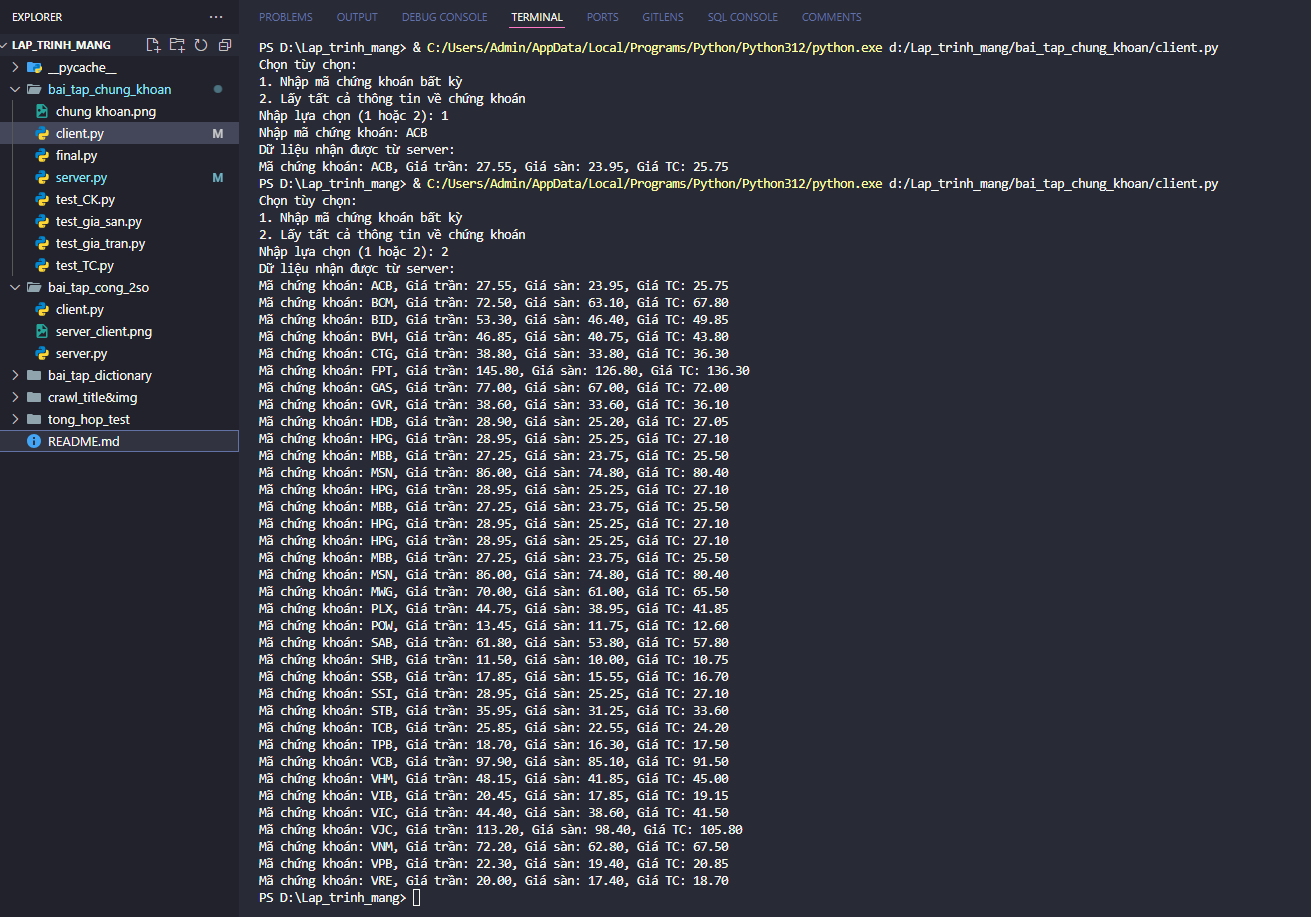 EXPLORER
LAP_TRINH_MANG
__pycache__
bai_tap_chung_khoan
chung khoan.png
client.py M
final.py
server.py M
test_CK.py
test_gia_san.py
test_gia_tran.py
test_TC.py
bai_tap_cong_2so
client.py
server_client.png
server.py
bai_tap_dictionary
crawl_title&img
tong_hop_test
README.md
PROBLEMS OUTPUT DEBUG CONSOLE TERMINAL PORTS GITLENS SQL CONSOLE COMMENTS
PS D:\Lap_trinh_mang> & C:/Users/Admin/AppData/Local/Programs/Python/Python312/python.exe d:/Lap_trinh_mang/bai_tap_chung_khoan/client.py
Chọn tùy chọn:
1. Nhập mã chứng khoán bất kỳ
2. Lấy tất cả thông tin về chứng khoán
Nhập lựa chọn (1 hoặc 2): 1
Nhập mã chứng khoán: ACB
Dữ liệu nhận được từ server:
Mã chứng khoán: ACB, Giá trần: 27.55, Giá sàn: 23.95, Giá TC: 25.75
PS D:\Lap_trinh_mang> & C:/Users/Admin/AppData/Local/Programs/Python/Python312/python.exe d:/Lap_trinh_mang/bai_tap_chung_khoan/client.py
Chọn tùy chọn:
1. Nhập mã chứng khoán bất kỳ
2. Lấy tất cả thông tin về chứng khoán
Nhập lựa chọn (1 hoặc 2): 2
Dữ liệu nhận được từ server:
Mã chứng khoán: ACB, Giá trần: 27.55, Giá sàn: 23.95, Giá TC: 25.75
Mã chứng khoán: BCM, Giá trần: 72.50, Giá sàn: 63.10, Giá TC: 67.80
Mã chứng khoán: BID, Giá trần: 53.30, Giá sàn: 46.40, Giá TC: 49.85
Mã chứng khoán: BVH, Giá trần: 46.85, Giá sàn: 40.75, Giá TC: 43.80
Mã chứng khoán: CTG, Giá trần: 38.80, Giá sàn: 33.80, Giá TC: 36.30
Mã chứng khoán: FPT, Giá trần: 145.80, Giá sàn: 126.80, Giá TC: 136.30
Mã chứng khoán: GAS, Giá trần: 77.00, Giá sàn: 67.00, Giá TC: 72.00
Mã chứng khoán: GVR, Giá trần: 38.60, Giá sàn: 33.60, Giá TC: 36.10
Mã chứng khoán: HDB, Giá trần: 28.90, Giá sàn: 25.20, Giá TC: 27.05
Mã chứng khoán: HPG, Giá trần: 28.95, Giá sàn: 25.25, Giá TC: 27.10
Mã chứng khoán: MBB, Giá trần: 27.25, Giá sàn: 23.75, Giá TC: 25.50
Mã chứng khoán: MSN, Giá trần: 86.00, Giá sàn: 74.80, Giá TC: 80.40
Mã chứng khoán: HPG, Giá trần: 28.95, Giá sàn: 25.25, Giá TC: 27.10
Mã chứng khoán: MBB, Giá trần: 27.25, Giá sàn: 23.75, Giá TC: 25.50
Mã chứng khoán: HPG, Giá trần: 28.95, Giá sàn: 25.25, Giá TC: 27.10
Mã chứng khoán: HPG, Giá trần: 28.95, Giá sàn: 25.25, Giá TC: 27.10
Mã chứng khoán: MBB, Giá trần: 27.25, Giá sàn: 23.75, Giá TC: 25.50
Mã chứng khoán: MSN, Giá trần: 86.00, Giá sàn: 74.80, Giá TC: 80.40
Mã chứng khoán: MWG, Giá trần: 70.00, Giá sàn: 61.00, Giá TC: 65.50
Mã chứng khoán: PLX, Giá trần: 44.75, Giá sàn: 38.95, Giá TC: 41.85
Mã chứng khoán: POW, Giá trần: 13.45, Giá sàn: 11.75, Giá TC: 12.60
Mã chứng khoán: SAB, Giá trần: 61.80, Giá sàn: 53.80, Giá TC: 57.80
Mã chứng khoán: SHB, Giá trần: 11.50, Giá sàn: 10.00, Giá TC: 10.75
Mã chứng khoán: SSB, Giá trần: 17.85, Giá sàn: 15.55, Giá TC: 16.70
Mã chứng khoán: SSI, Giá trần: 28.95, Giá sàn: 25.25, Giá TC: 27.10
Mã chứng khoán: STB, Giá trần: 35.95, Giá sàn: 31.25, Giá TC: 33.60
Mã chứng khoán: TCB, Giá trần: 25.85, Giá sàn: 22.55, Giá TC: 24.20
Mã chứng khoán: TPB, Giá trần: 18.70, Giá sàn: 16.30, Giá TC: 17.50
Mã chứng khoán: VCB, Giá trần: 97.90, Giá sàn: 85.10, Giá TC: 91.50
Mã chứng khoán: VHM, Giá trần: 48.15, Giá sàn: 41.85, Giá TC: 45.00
Mã chứng khoán: VIB, Giá trần: 20.45, Giá sàn: 17.85, Giá TC: 19.15
Mã chứng khoán: VIC, Giá trần: 44.40, Giá sàn: 38.60, Giá TC: 41.50
Mã chứng khoán: VJC, Giá trần: 113.20, Giá sàn: 98.40, Giá TC: 105.80
Mã chứng khoán: VNM, Giá trần: 72.20, Giá sàn: 62.80, Giá TC: 67.50
Mã chứng khoán: VPB, Giá trần: 22.30, Giá sàn: 19.40, Giá TC: 20.85
Mã chứng khoán: VRE, Giá trần: 20.00, Giá sàn: 17.40, Giá TC: 18.70
PS D:\Lap_trinh_mang>